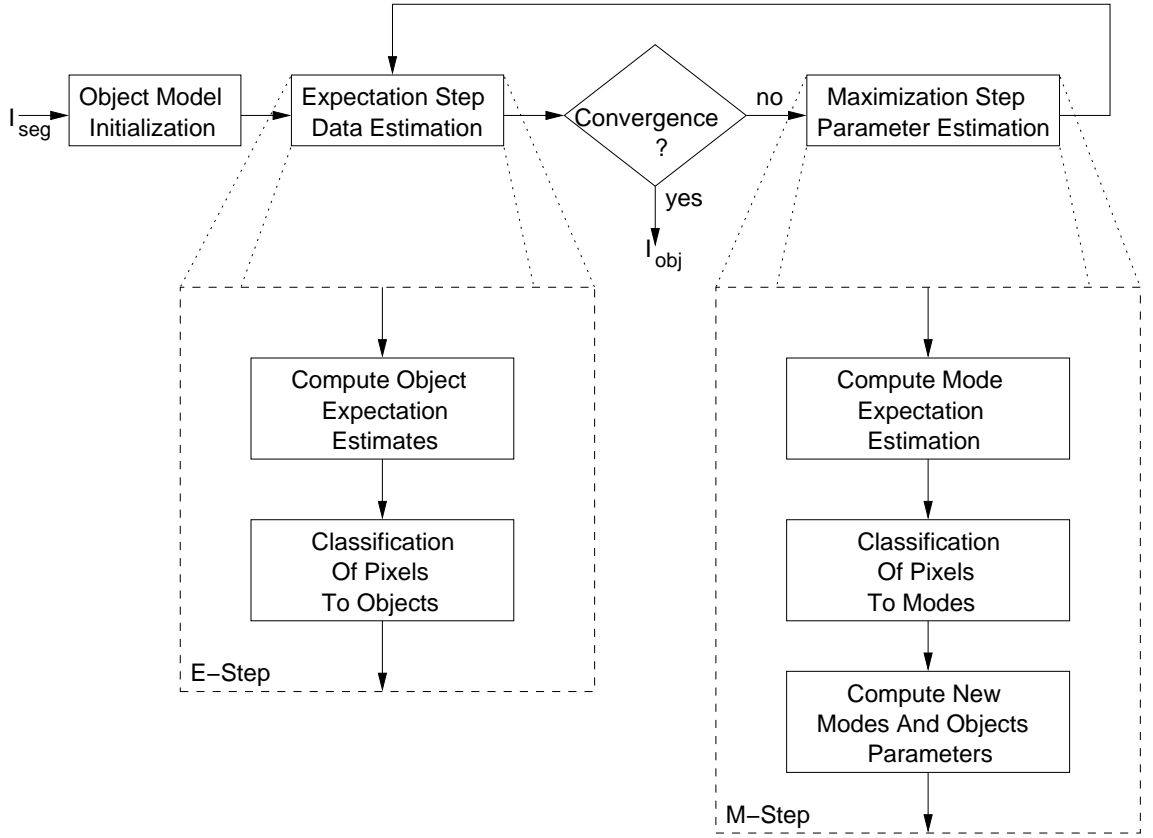 I seg
Object Model
Initialization
Expectation Step
Data Estimation
Convergence
?
no
yes
I obj
Maximization Step
Parameter Estimation
Compute Object
Expectation
Estimates
Classification
Of Pixels
To Objects
E−Step
Compute Mode
Expectation
Estimation
Classification
Of Pixels
To Modes
Compute New
Modes And Objects
Parameters
M−Step